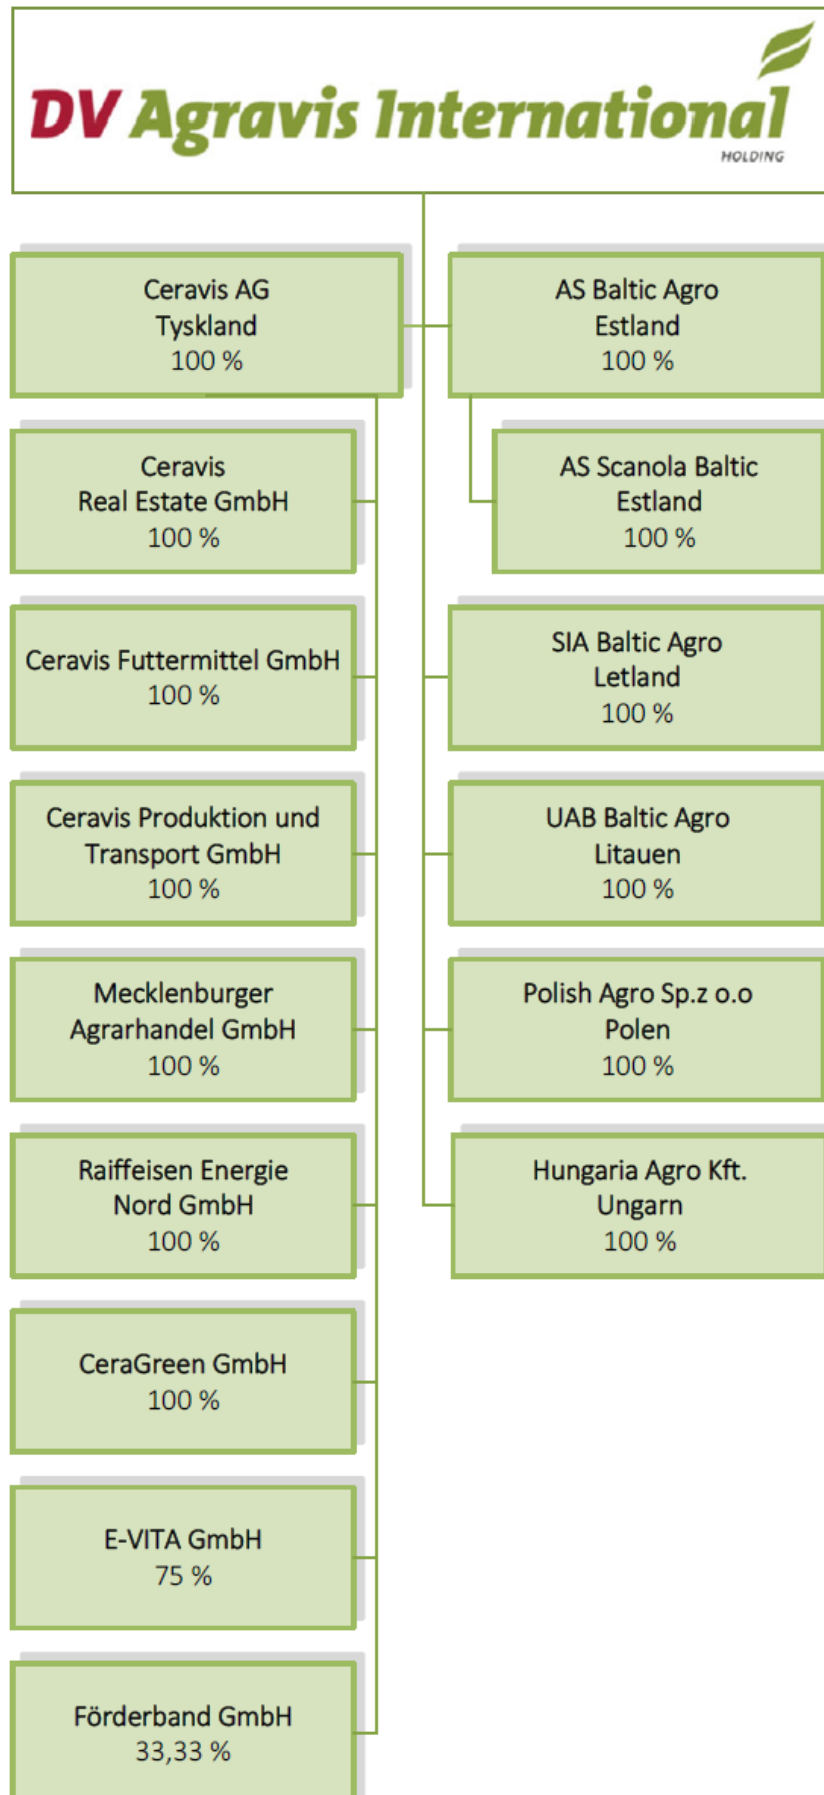 DV Agravis International
HOLDING
Ceravis AG
Tyskland
100 %
AS Baltic Agro
Estland
100 %
Ceravis
Real Estate GmbH
100 %
AS Scanola Baltic
Estland
100 %
Ceravis Futtermittel GmbH
100 %
SIA Baltic Agro
Letland
100 %
Ceravis Produktion und
Transport GmbH
100 %
UAB Baltic Agro
Litauen
100 %
Mecklenburger
Agrarhandel GmbH
100 %
Polish Agro Sp.z o.o
Polen
100 %
Raiffeisen Energie
Nord GmbH
100 %
Hungaria Agro Kft.
Ungarn
100 %
CeraGreen GmbH
100 %
E-VITA GmbH
75 %
Förderband GmbH
33,33 %